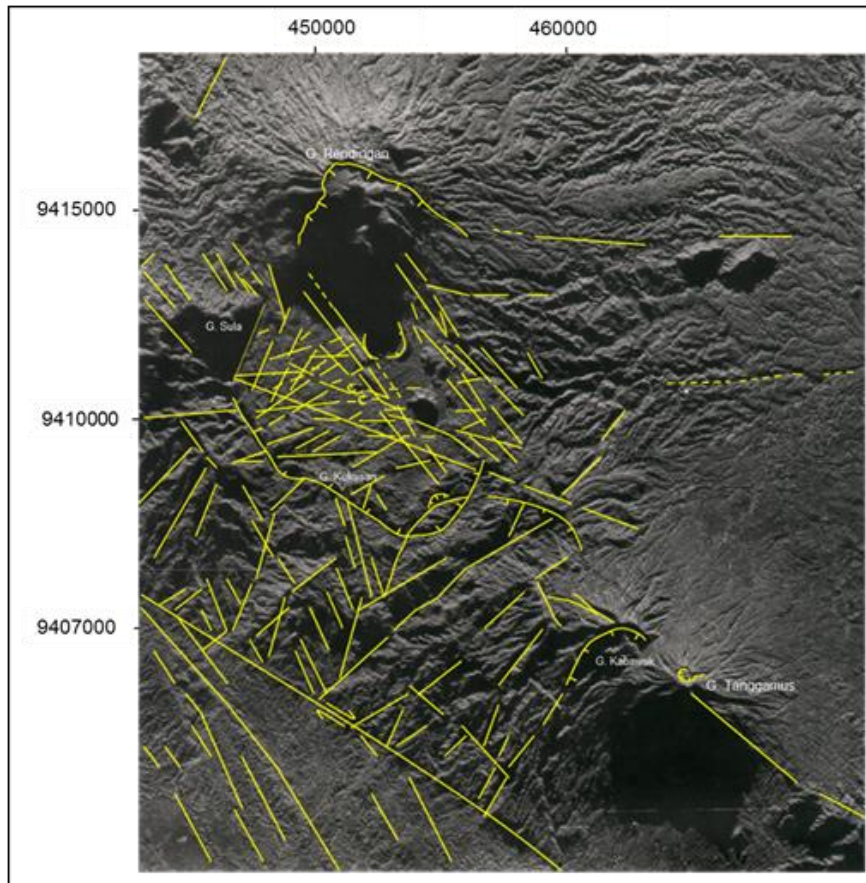 450000 460000
G. Rendingan
9415000
G. Sula
9410000
G. Kukusan
9407000
G. Kabawok
G. Tanggamus